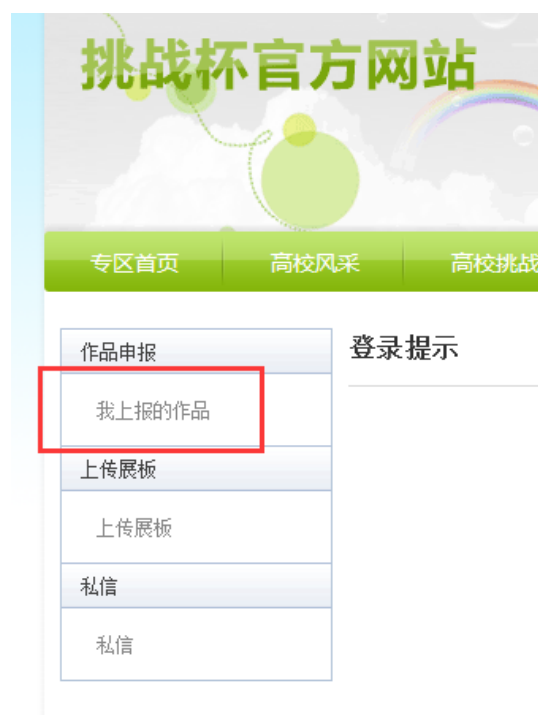 挑战杯官方网站
专区首页 高校风采 高校挑战
作品申报
登录提示
我上报的作品
上传展板
上传展板
私信
私信